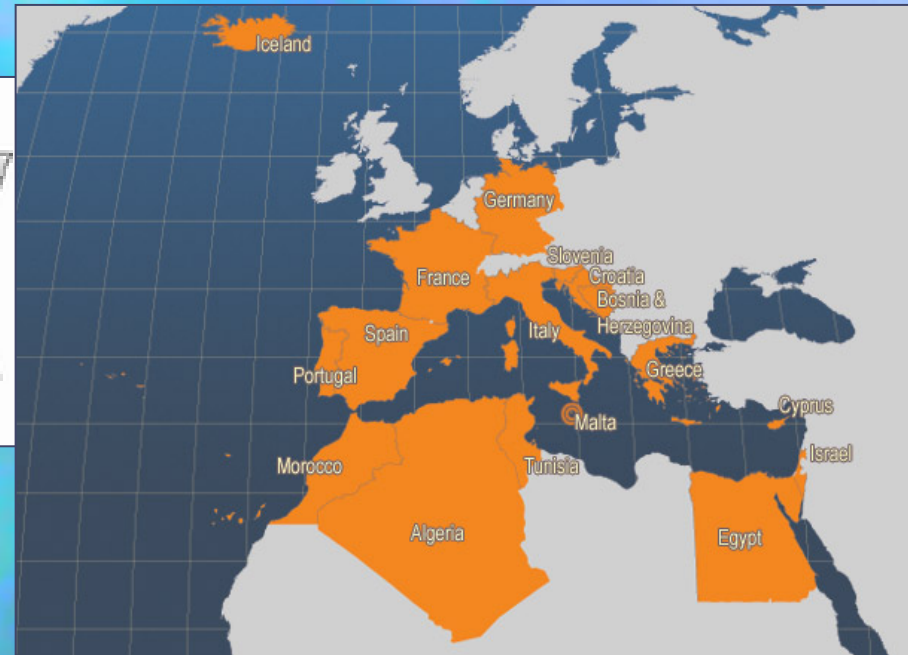 Iceland
Germany
Slovenia
France
Croatia
Bosnia &
Herzegovina
Spain
Italy
Portugal
Greece
Cyprus
Malta
Israel
Morocco
Tunisia
Algeria
Egypt